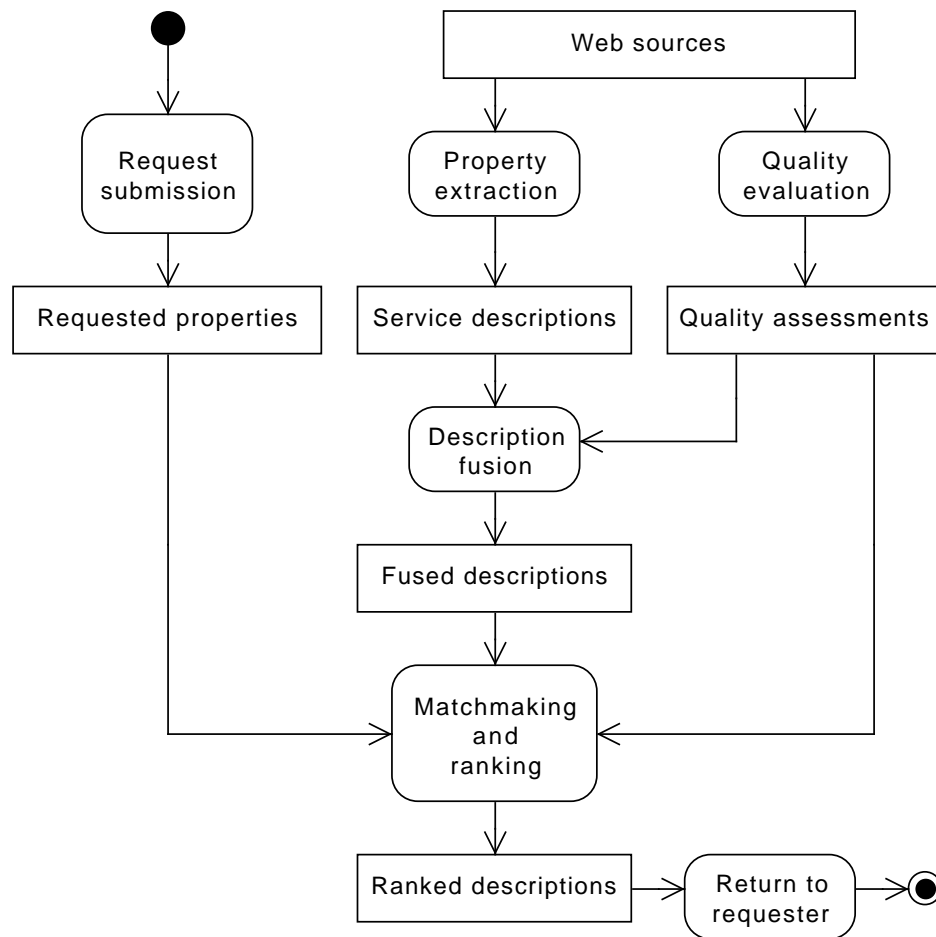 Web sources
Request
submission
Property
extraction
Quality
evaluation
Requested properties
Service descriptions
Quality assessments
Description
fusion
Fused descriptions
Matchmaking
and
ranking
Ranked descriptions
Return to
requester